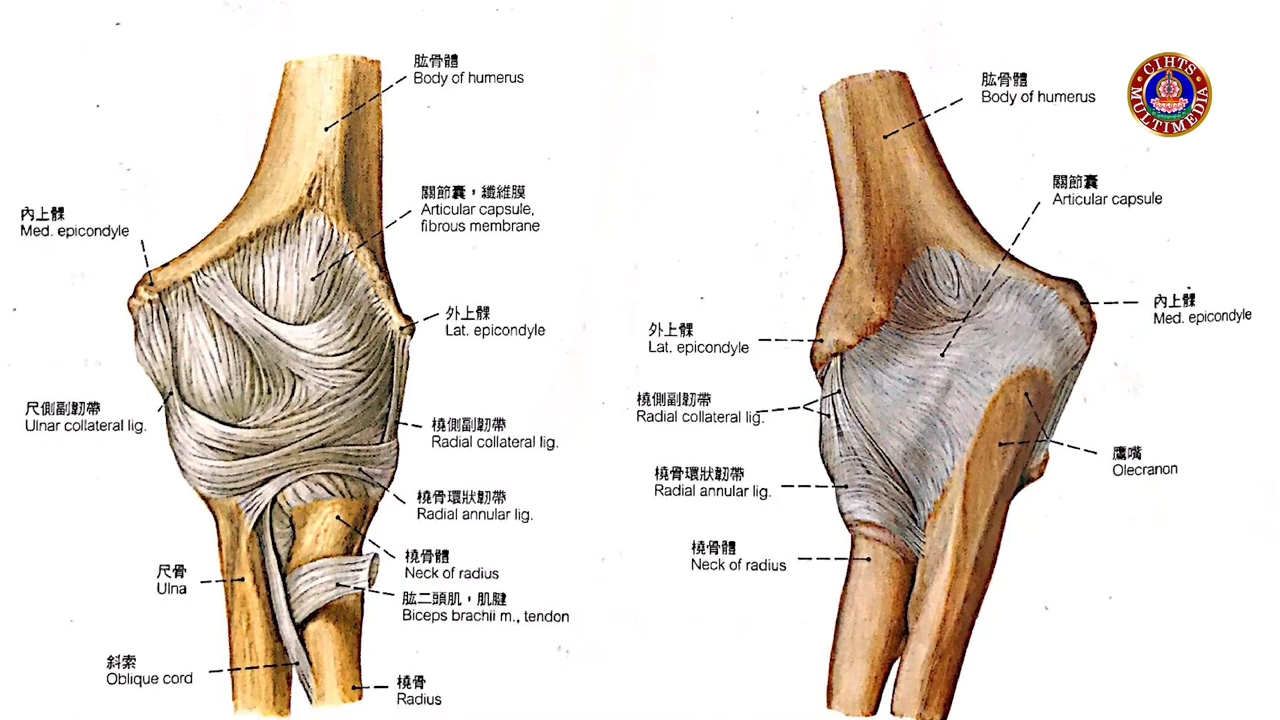 肱骨體
Body of humerus
關節囊，纖維膜
Articular capsule,
fibrous membrane
內上髁
Med. epicondyle
外上髁
Lat. epicondyle
尺側副韌帶
Ulnar collateral lig.
橈側副韌帶
Radial collateral lig.
橈骨環狀韌帶
Radial annular lig.
橈骨體
Neck of radius
尺骨
Ulna
肱二頭肌，肌腱
Biceps brachii m., tendon
斜索
Oblique cord
橈骨
Radius
肱骨體
Body of humerus
關節囊
Articular capsule
內上髁
Med. epicondyle
外上髁
Lat. epicondyle
橈側副韌帶
Radial collateral lig.
鷹嘴
Olecranon
橈骨環狀韌帶
Radial annular lig.
橈骨體
Neck of radius
CIHTS
MULTIMEDIA